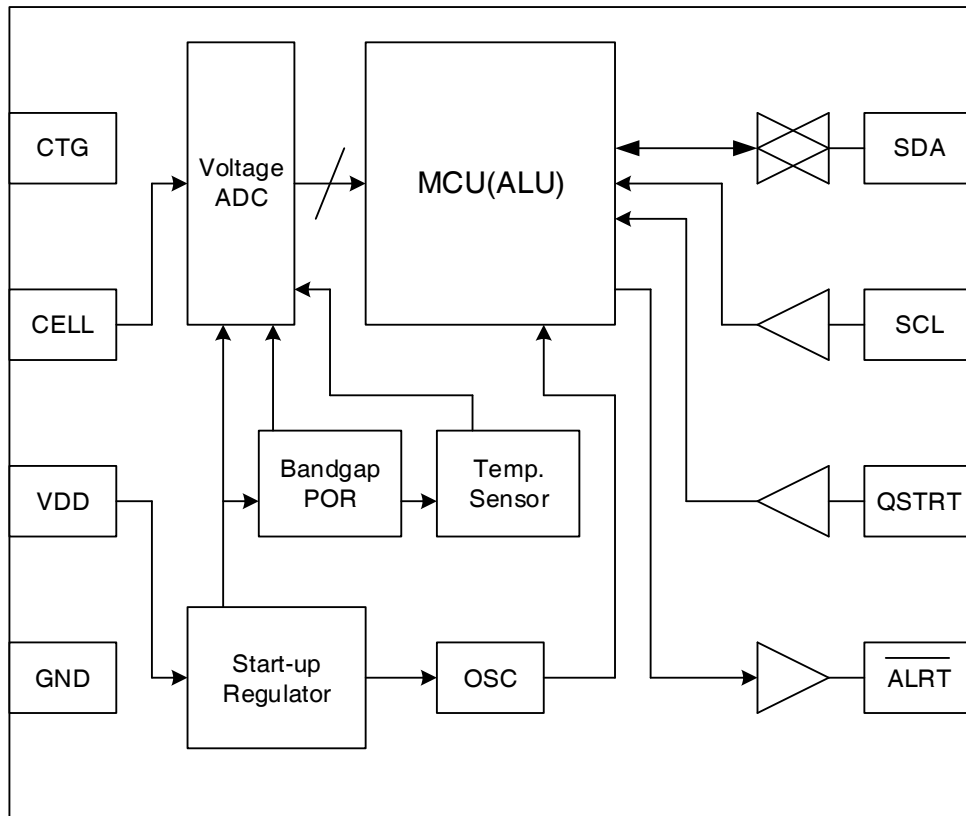 CTG
Voltage
ADC
MCU(ALU)
SDA
CELL
SCL
VDD
Bandgap
POR
Temp.
Sensor
QSTRT
GND
Start-up
Regulator
OSC
ALRT